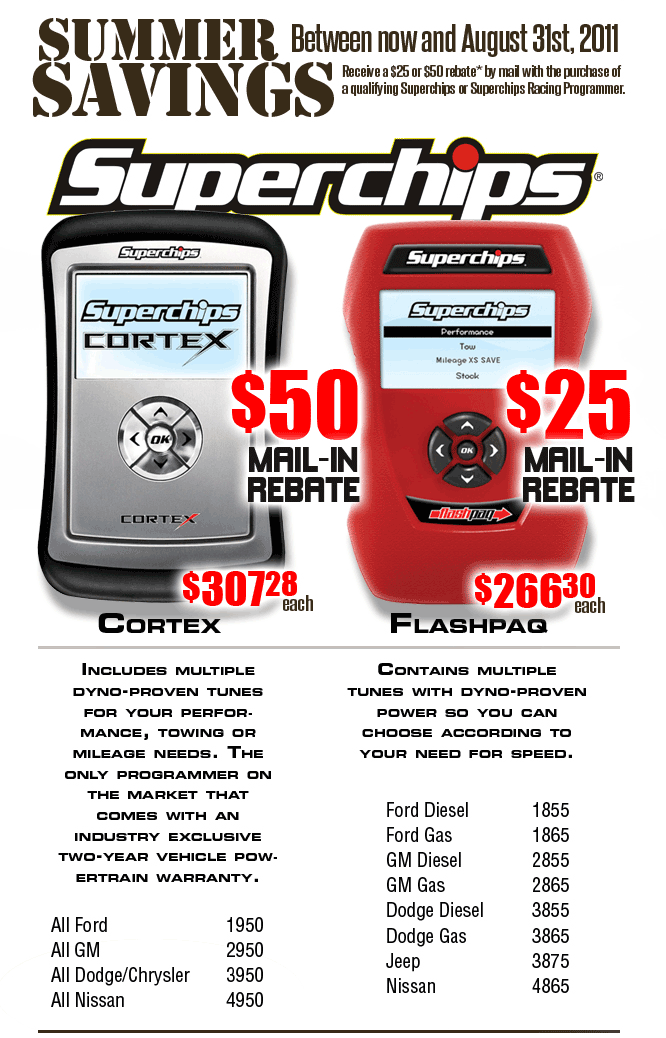 SUMMER
SAVINGS
Between now and August 31st, 2011
Receive a $25 or $50 rebate* by mail with the purchase of
a qualifying Superchips or Superchips Racing Programmer.
Superchips®
Superchips
Superchips
CORTEX
OK
CORTEX
$50
MAIL-IN
REBATE
$30728
each
Superchips
Superchips
Performance
Tow
Mileage XS SAVE
Stock
OK
flashpaq
$25
MAIL-IN
REBATE
$26630
each
CORTEX
INCLUDES MULTIPLE
DYNO-PROVEN TUNES
FOR YOUR PERFOR-
MANCE, TOWING OR
MILEAGE NEEDS. THE
ONLY PROGRAMMER ON
THE MARKET THAT
COMES WITH AN
INDUSTRY EXCLUSIVE
TWO-YEAR VEHICLE POW-
ERTRAIN WARRANTY.
All Ford 1950
All GM 2950
All Dodge/Chrysler 3950
All Nissan 4950
FLASHPAQ
CONTAINS MULTIPLE
TUNES WITH DYNO-PROVEN
POWER SO YOU CAN
CHOOSE ACCORDING TO
YOUR NEED FOR SPEED.
Ford Diesel 1855
Ford Gas 1865
GM Diesel 2855
GM Gas 2865
Dodge Diesel 3855
Dodge Gas 3865
Jeep 3875
Nissan 4865